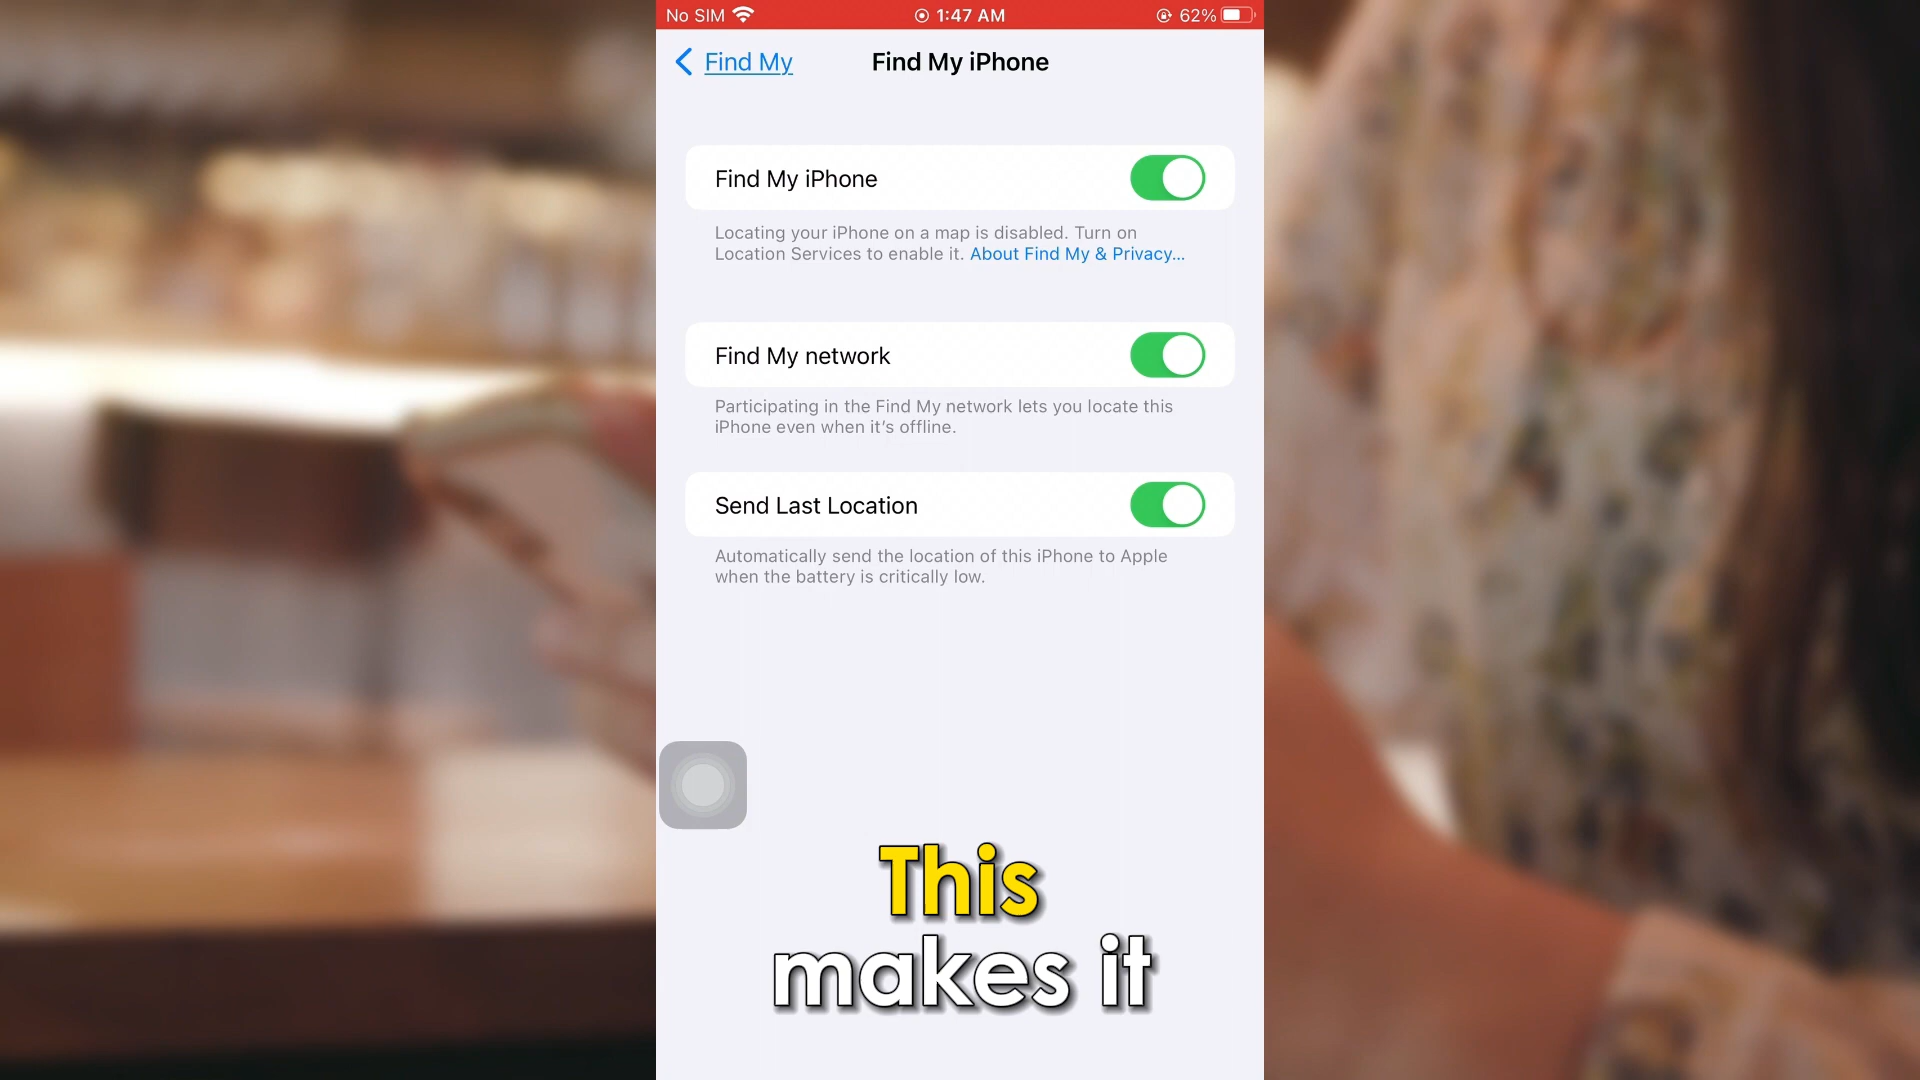 No SIM 1:47 AM 62%
Find My Find My iPhone
Find My iPhone
Locating your iPhone on a map is disabled. Turn on
Location Services to enable it. About Find My & Privacy...
Find My network
Participating in the Find My network lets you locate this
iPhone even when it's offline.
Send Last Location
Automatically send the location of this iPhone to Apple
when the battery is critically low.
This
makes it